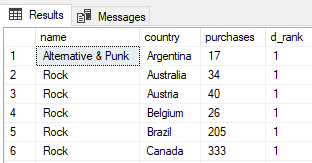 Results Messages
name country purchases d_rank
1 Alternative & Punk Argentina 17 1
2 Rock Australia 34 1
3 Rock Austria 40 1
4 Rock Belgium 26 1
5 Rock Brazil 205 1
6 Rock Canada 333 1